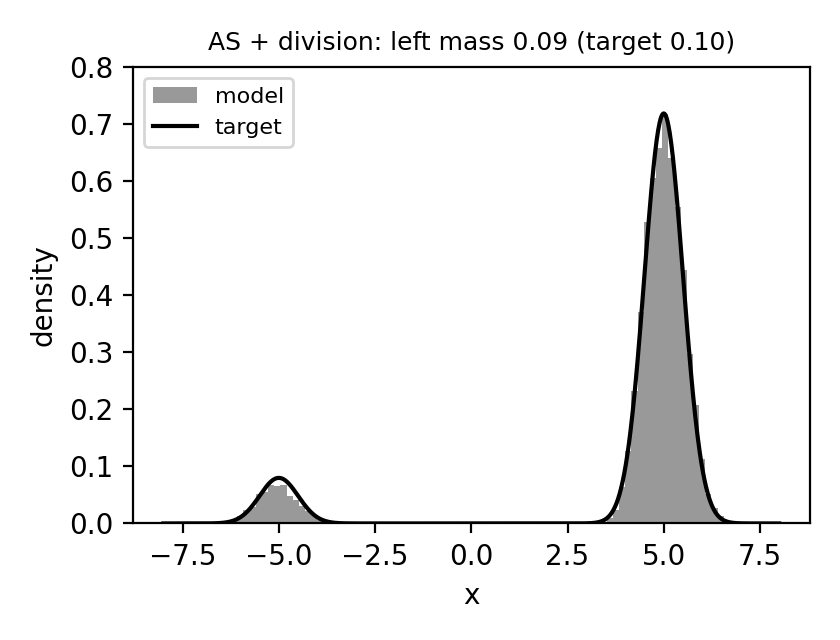 AS + division: left mass 0.09 (target 0.10)
model
target
0.8
0.7
0.6
0.5
0.4
0.3
0.2
0.1
0.0
density
−7.5 −5.0 −2.5 0.0 2.5 5.0 7.5
x